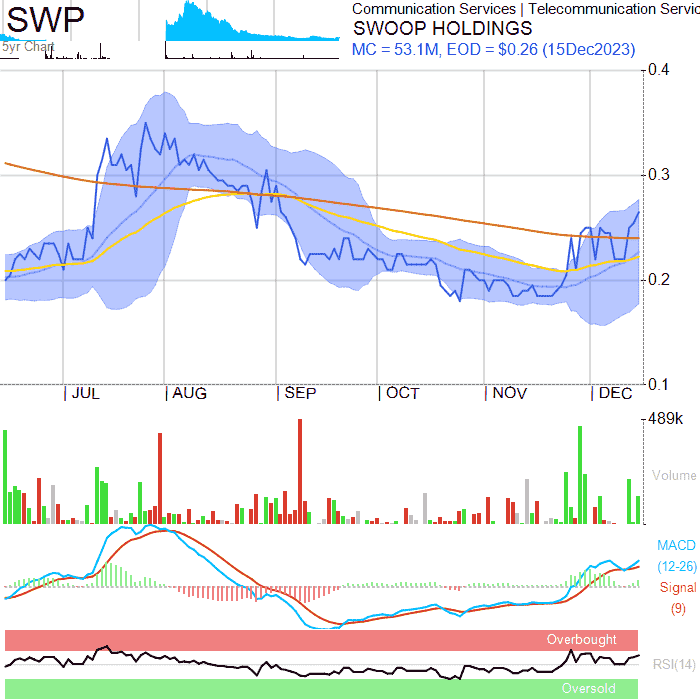 SWP
5yr Chart
Communication Services | Telecommunication Servic
SWOOP HOLDINGS
MC = 53.1M, EOD = $0.26 (15Dec2023)
0.4
0.3
0.2
0.1
JUL AUG SEP OCT NOV DEC
489k
Volume
MACD
(12-26)
Signal
(9)
Overbought
RSI(14)
Oversold